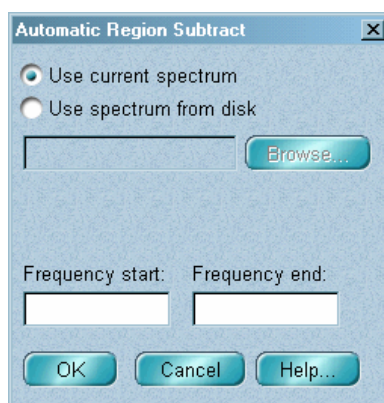 Automatic Region Subtract
Use current spectrum
Use spectrum from disk
Browse...
Frequency start: Frequency end:
OK Cancel Help...